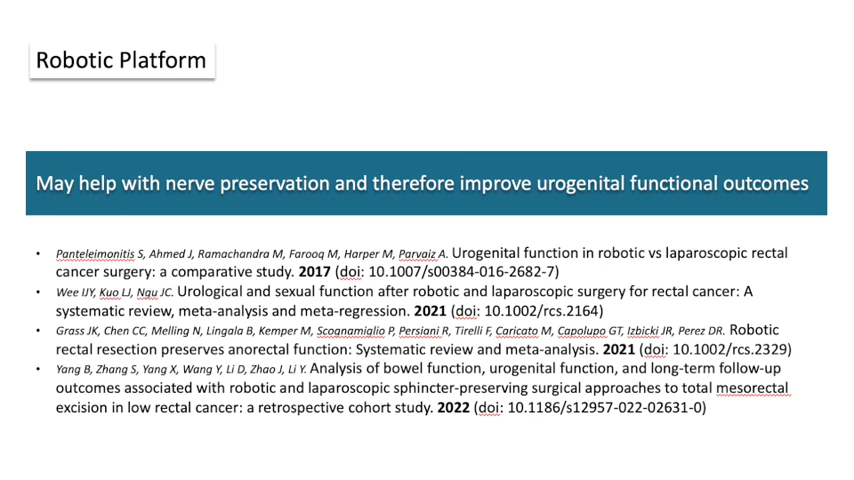 Robotic Platform
May help with nerve preservation and therefore improve urogenital functional outcomes
• Panteleimonitis S, Ahmed J, Ramachandra M, Farooq M, Harper M, Parvaiz A. Urogenital function in robotic vs laparoscopic rectal
cancer surgery: a comparative study. 2017 (doi: 10.1007/s00384-016-2682-7)
• Wee IJY, Kuo LJ, Ngu JC. Urological and sexual function after robotic and laparoscopic surgery for rectal cancer: A
systematic review, meta-analysis and meta-regression. 2021 (doi: 10.1002/rcs.2164)
• Grass JK, Chen CC, Melling N, Lingala B, Kemper M, Scognamiglio P, Persiani R, Tirelli F, Caricato M, Capolupo GT, Izbicki JR, Perez DR. Robotic
rectal resection preserves anorectal function: Systematic review and meta-analysis. 2021 (doi: 10.1002/rcs.2329)
• Yang B, Zhang S, Yang X, Wang Y, Li D, Zhao J, Li Y. Analysis of bowel function, urogenital function, and long-term follow-up
outcomes associated with robotic and laparoscopic sphincter-preserving surgical approaches to total mesorectal
excision in low rectal cancer: a retrospective cohort study. 2022 (doi: 10.1186/s12957-022-02631-0)